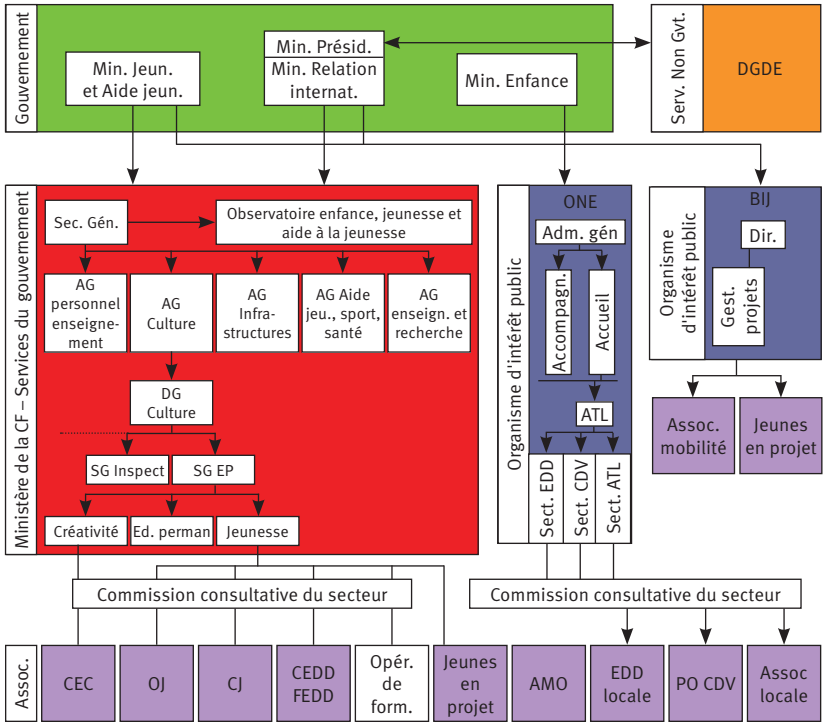 Gouvernement
Min. Jeun.
et Aide jeun.
Min. Présid.
Min. Relation
internat.
Min. Enfance
Serv. Non Gvt.
DGDE
Ministère de la CF – Services du gouvernement
Sec. Gén.
Observatoire enfance, jeunesse et
aide à la jeunesse
AG
personnel
enseigne-
ment
AG
Culture
AG
Infra-
structures
AG Aide
jeu., sport,
santé
AG
enseign. et
recherche
DG
Culture
SG Inspect
SG EP
Créativité
Ed. perman
Jeunesse
Organisme d'intérêt public
ONE
Adm. gén
Accompagn.
Accueil
ATL
Sect. EDD
Sect. CDV
Sect. ATL
Organisme
d'intérêt public
BIJ
Dir.
Gest.
projets
Assoc.
mobilité
Jeunes
en projet
Commission consultative du secteur
Commission consultative du secteur
Assoc.
CEC
OJ
CJ
CEDD
FEDD
Opér.
de
form.
Jeunes
en
projet
AMO
EDD
locale
PO CDV
Assoc
locale